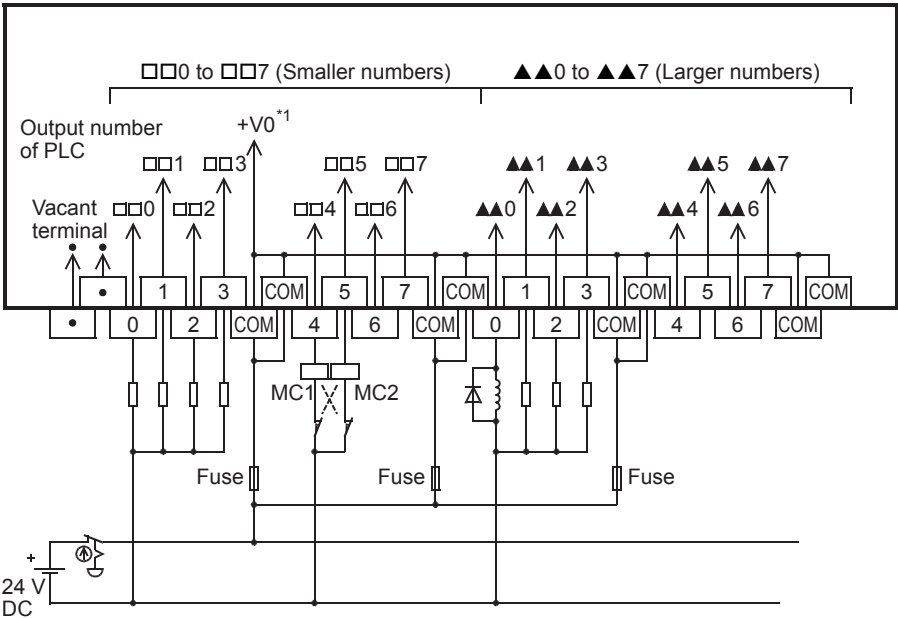 □□0 to □□7 (Smaller numbers) ▲▲0 to ▲▲7 (Larger numbers)
Output number
of PLC
+V0*1
□□1 □□3 □□5 □□7 ▲▲1 ▲▲3 ▲▲5 ▲▲7
Vacant
terminal
□□0 □□2 □□4 □□6 ▲▲0 ▲▲2 ▲▲4 ▲▲6
1 3 COM 5 7 COM 1 3 COM 5 7 COM
0 2 COM 4 6 COM 0 2 COM 4 6 COM
MC1 MC2
Fuse Fuse Fuse
+
24 V
DC